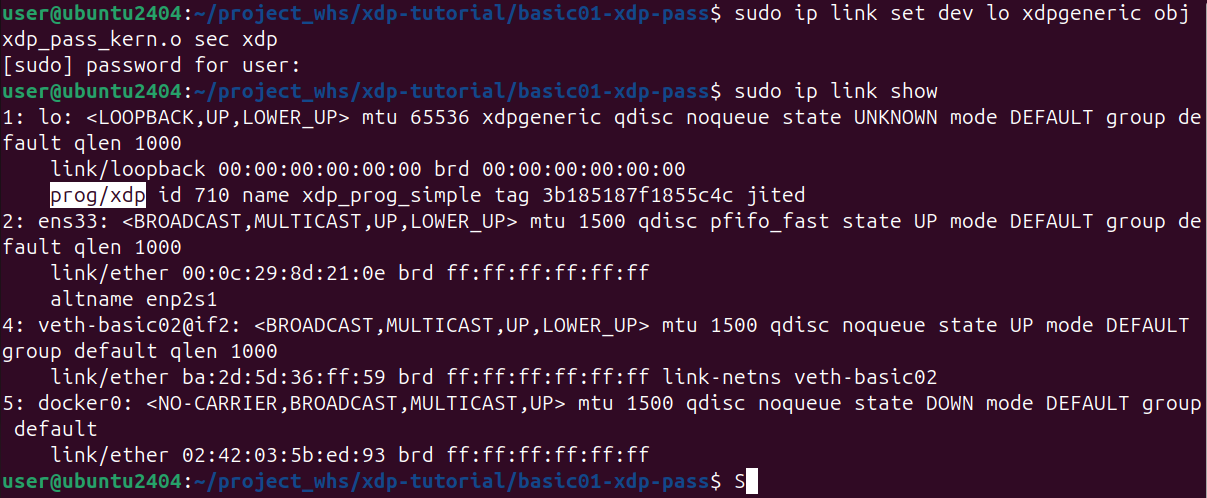 user@ubuntu2404:~/project_whs/xdp-tutorial/basic01-xdp-pass$ sudo ip link set dev lo xdpgeneric obj
xdp_pass_kern.o sec xdp
[sudo] password for user:
user@ubuntu2404:~/project_whs/xdp-tutorial/basic01-xdp-pass$ sudo ip link show
1: lo: <LOOPBACK,UP,LOWER_UP> mtu 65536 xdpgeneric qdisc noqueue state UNKNOWN mode DEFAULT group de
fault qlen 1000
    link/loopback 00:00:00:00:00:00 brd 00:00:00:00:00:00
    prog/xdp id 710 name xdp_prog_simple tag 3b185187f1855c4c jited
2: ens33: <BROADCAST,MULTICAST,UP,LOWER_UP> mtu 1500 qdisc pfifo_fast state UP mode DEFAULT group de
fault qlen 1000
    link/ether 00:0c:29:8d:21:0e brd ff:ff:ff:ff:ff:ff
    altname enp2s1
4: veth-basic02@if2: <BROADCAST,MULTICAST,UP,LOWER_UP> mtu 1500 qdisc noqueue state UP mode DEFAULT
group default qlen 1000
    link/ether ba:2d:5d:36:ff:59 brd ff:ff:ff:ff:ff:ff link-netns veth-basic02
5: docker0: <NO-CARRIER,BROADCAST,MULTICAST,UP> mtu 1500 qdisc noqueue state DOWN mode DEFAULT group
 default
    link/ether 02:42:03:5b:ed:93 brd ff:ff:ff:ff:ff:ff
user@ubuntu2404:~/project_whs/xdp-tutorial/basic01-xdp-pass$ S